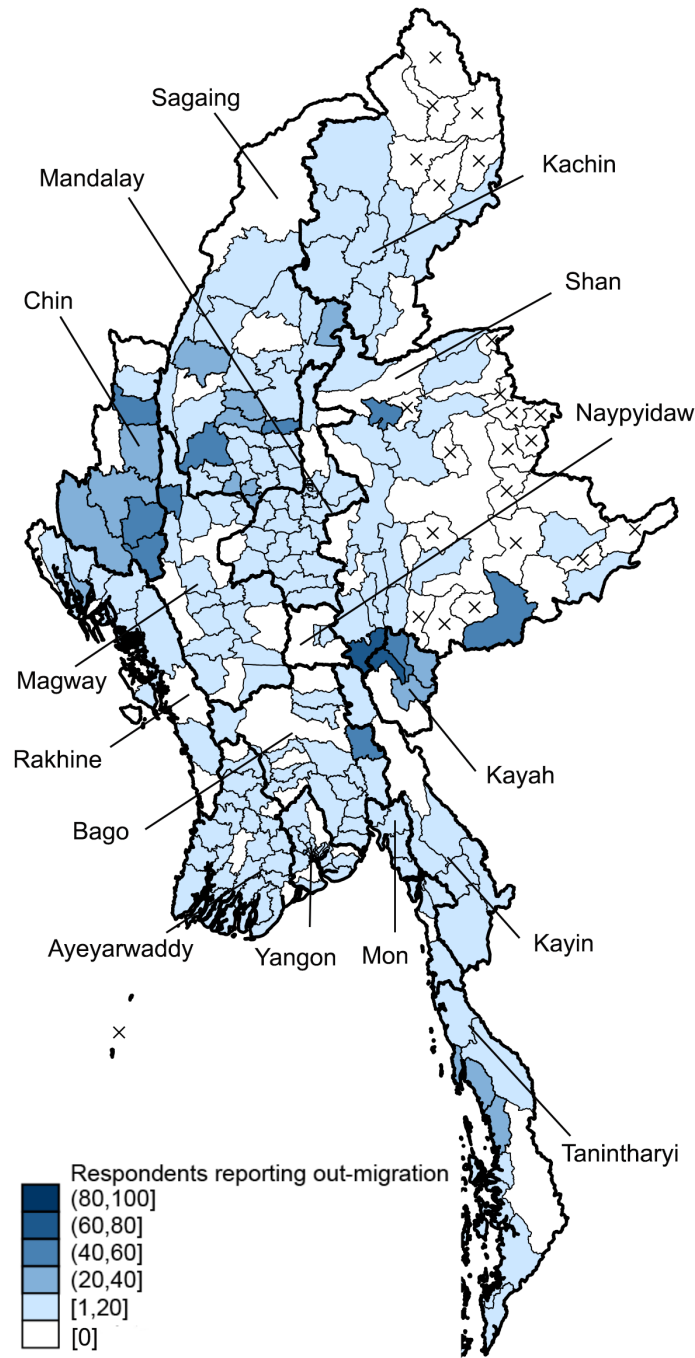 Sagaing
Mandalay
Kachin
Shan
Chin
Naypyidaw
Magway
Rakhine
Kayah
Bago
Ayeyarwaddy
Yangon
Mon
Kayin
Tanintharyi
Respondents reporting out-migration
(80,100]
(60,80]
(40,60]
(20,40]
[1,20]
[0]